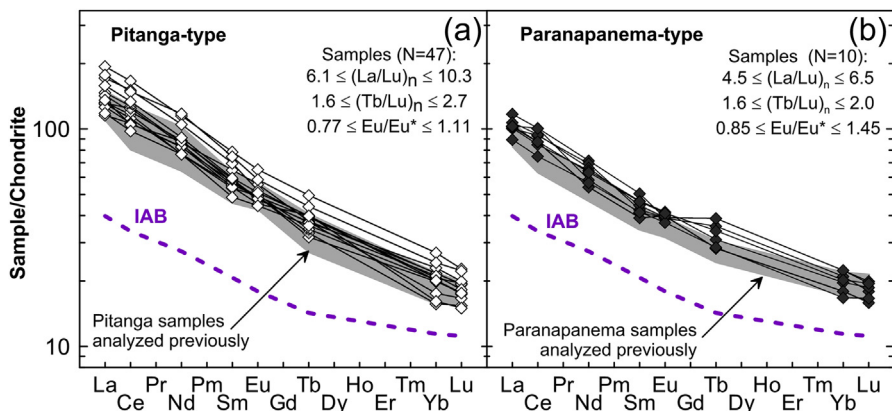 (a)
Pitanga-type
Samples (N=47):
6.1 ≤ (La/Lu)n ≤ 10.3
1.6 ≤ (Tb/Lu)n ≤ 2.7
0.77 ≤ Eu/Eu* ≤ 1.11
100
10
Sample/Chondrite
IAB
Pitanga samples
analyzed previously
La Pr Pm Eu Tb Ho Tm Lu
Ce Nd Sm Gd Dy Er Yb
(b)
Paranapanema-type
Samples (N=10):
4.5 ≤ (La/Lu)n ≤ 6.5
1.6 ≤ (Tb/Lu)n ≤ 2.0
0.85 ≤ Eu/Eu* ≤ 1.45
IAB
Paranapanema samples
analyzed previously
La Pr Pm Eu Tb Ho Tm Lu
Ce Nd Sm Gd Dy Er Yb